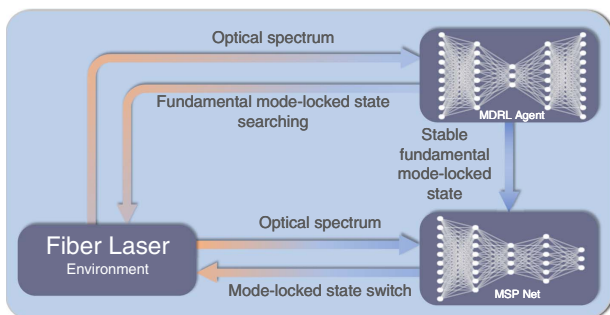 Optical spectrum
Fundamental mode-locked state
searching
MDRL Agent
Stable
fundamental
mode-locked
state
Fiber Laser
Environment
Optical spectrum
Mode-locked state switch
MSP Net